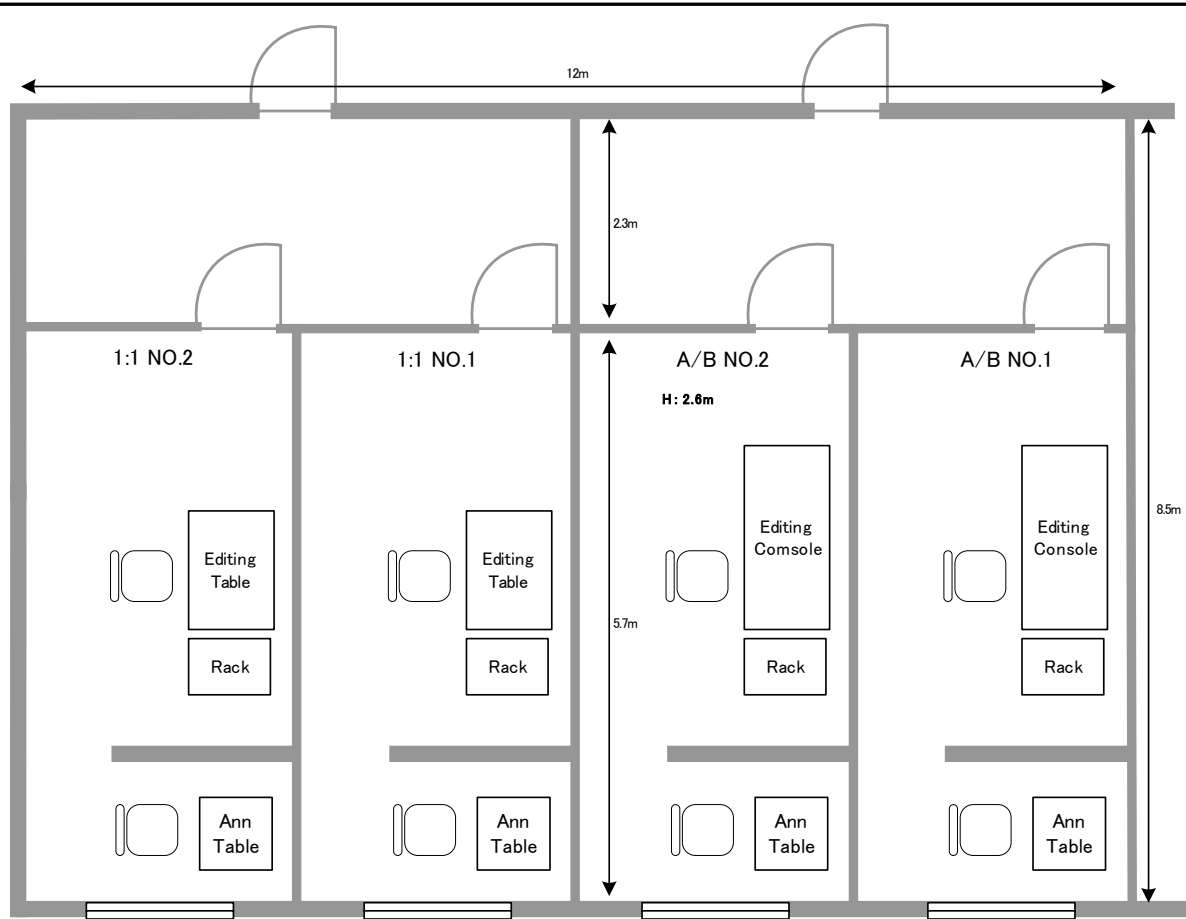 12m
2.3m
1:1 NO.2
1:1 NO.1
A/B NO.2
A/B NO.1
H: 2.6m
8.5m
Editing
Table
Editing
Table
Editing
Comsole
Editing
Console
5.7m
Rack
Rack
Rack
Rack
Ann
Table
Ann
Table
Ann
Table
Ann
Table